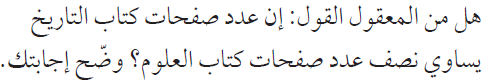 هل من المعقول القول: إن عدد صفحات كتاب التاريخ
يساوي نصف عدد صفحات كتاب العلوم؟ وضّح إجابتك.